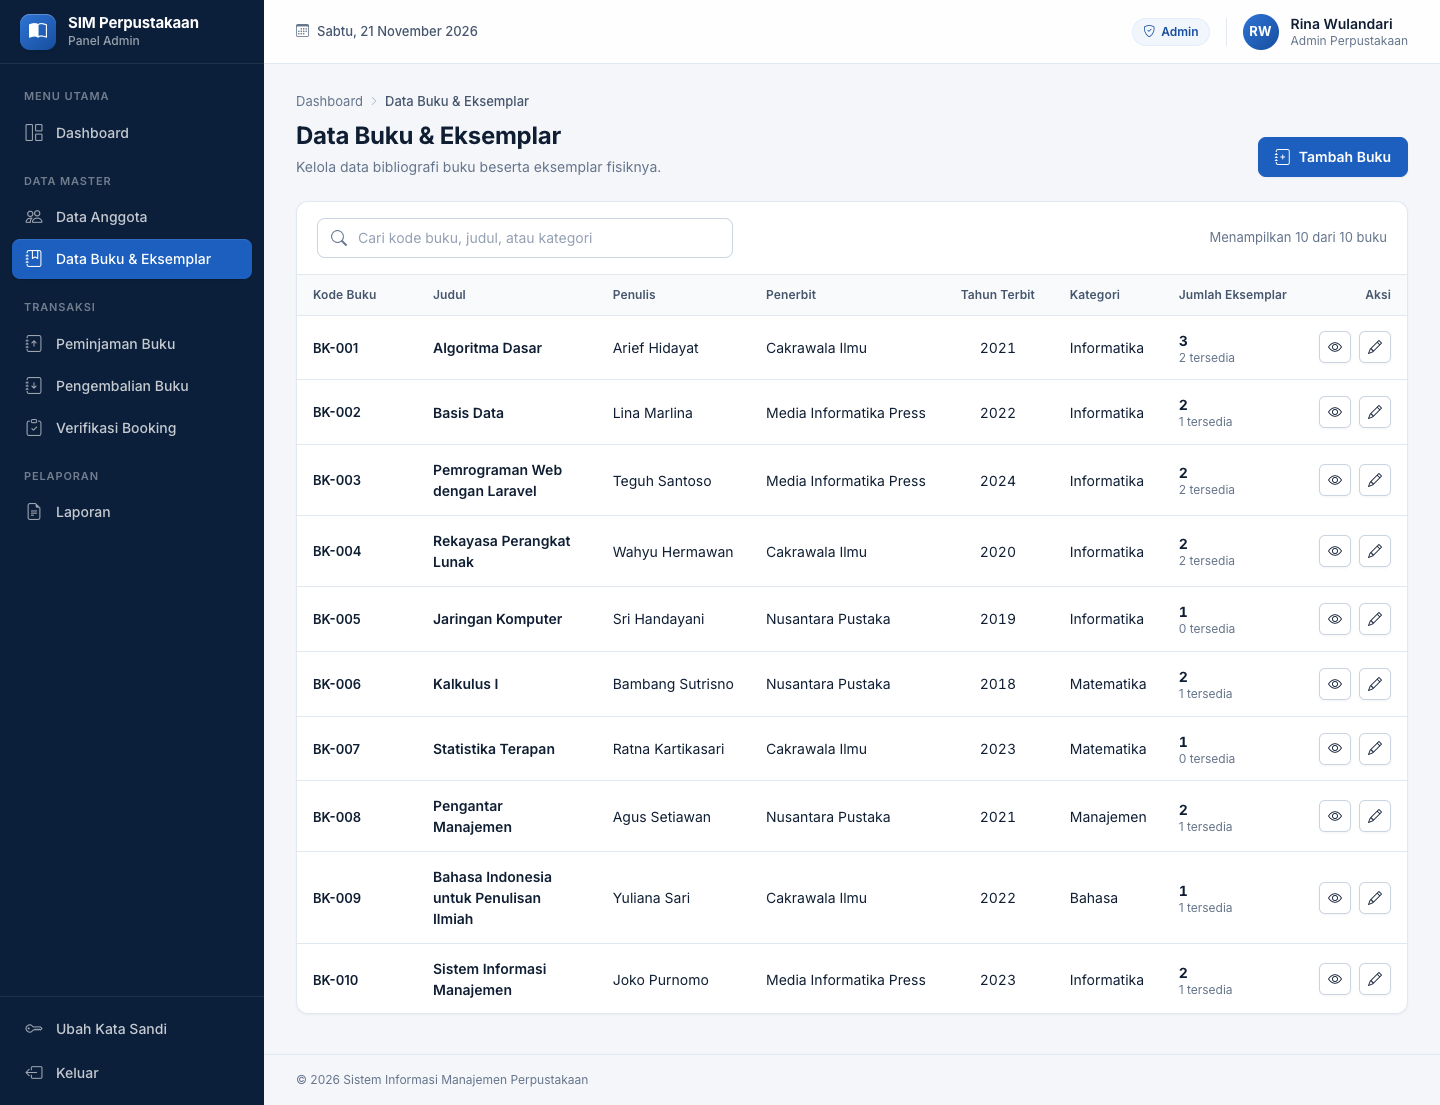 SIM Perpustakaan
Panel Admin
MENU UTAMA
Dashboard
DATA MASTER
Data Anggota
Data Buku & Eksemplar
TRANSAKSI
Peminjaman Buku
Pengembalian Buku
Verifikasi Booking
PELAPORAN
Laporan
Ubah Kata Sandi
Keluar
Sabtu, 21 November 2026
Admin
RW
Rina Wulandari
Admin Perpustakaan
Dashboard > Data Buku & Eksemplar
Data Buku & Eksemplar
Kelola data bibliografi buku beserta eksemplar fisiknya.
Tambah Buku
Cari kode buku, judul, atau kategori
Menampilkan 10 dari 10 buku
Kode Buku Judul Penulis Penerbit Tahun Terbit Kategori Jumlah Eksemplar Aksi
BK-001 Algoritma Dasar Arief Hidayat Cakrawala Ilmu 2021 Informatika 3
2 tersedia
BK-002 Basis Data Lina Marlina Media Informatika Press 2022 Informatika 2
1 tersedia
BK-003 Pemrograman Web
dengan Laravel Teguh Santoso Media Informatika Press 2024 Informatika 2
2 tersedia
BK-004 Rekayasa Perangkat
Lunak Wahyu Hermawan Cakrawala Ilmu 2020 Informatika 2
2 tersedia
BK-005 Jaringan Komputer Sri Handayani Nusantara Pustaka 2019 Informatika 1
0 tersedia
BK-006 Kalkulus I Bambang Sutrisno Nusantara Pustaka 2018 Matematika 2
1 tersedia
BK-007 Statistika Terapan Ratna Kartikasari Cakrawala Ilmu 2023 Matematika 1
0 tersedia
BK-008 Pengantar
Manajemen Agus Setiawan Nusantara Pustaka 2021 Manajemen 2
1 tersedia
BK-009 Bahasa Indonesia
untuk Penulisan
Ilmiah Yuliana Sari Cakrawala Ilmu 2022 Bahasa 1
1 tersedia
BK-010 Sistem Informasi
Manajemen Joko Purnomo Media Informatika Press 2023 Informatika 2
1 tersedia
© 2026 Sistem Informasi Manajemen Perpustakaan